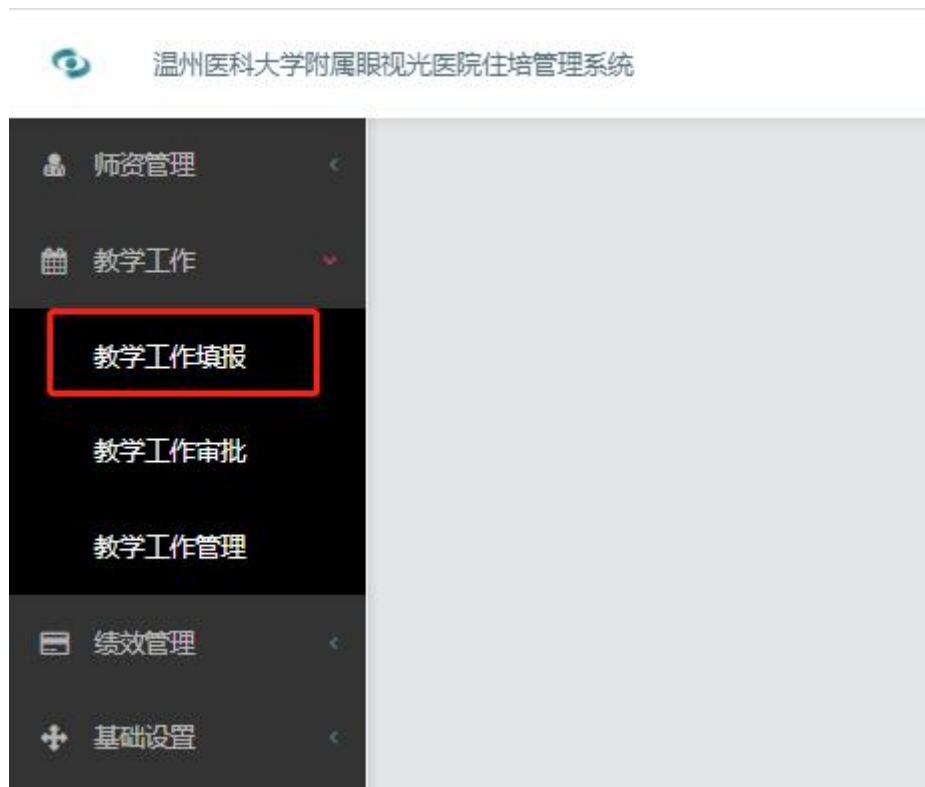 温州医科大学附属眼视光医院住培管理系统
师资管理
教学工作
教学工作填报
教学工作审批
教学工作管理
绩效管理
基础设置